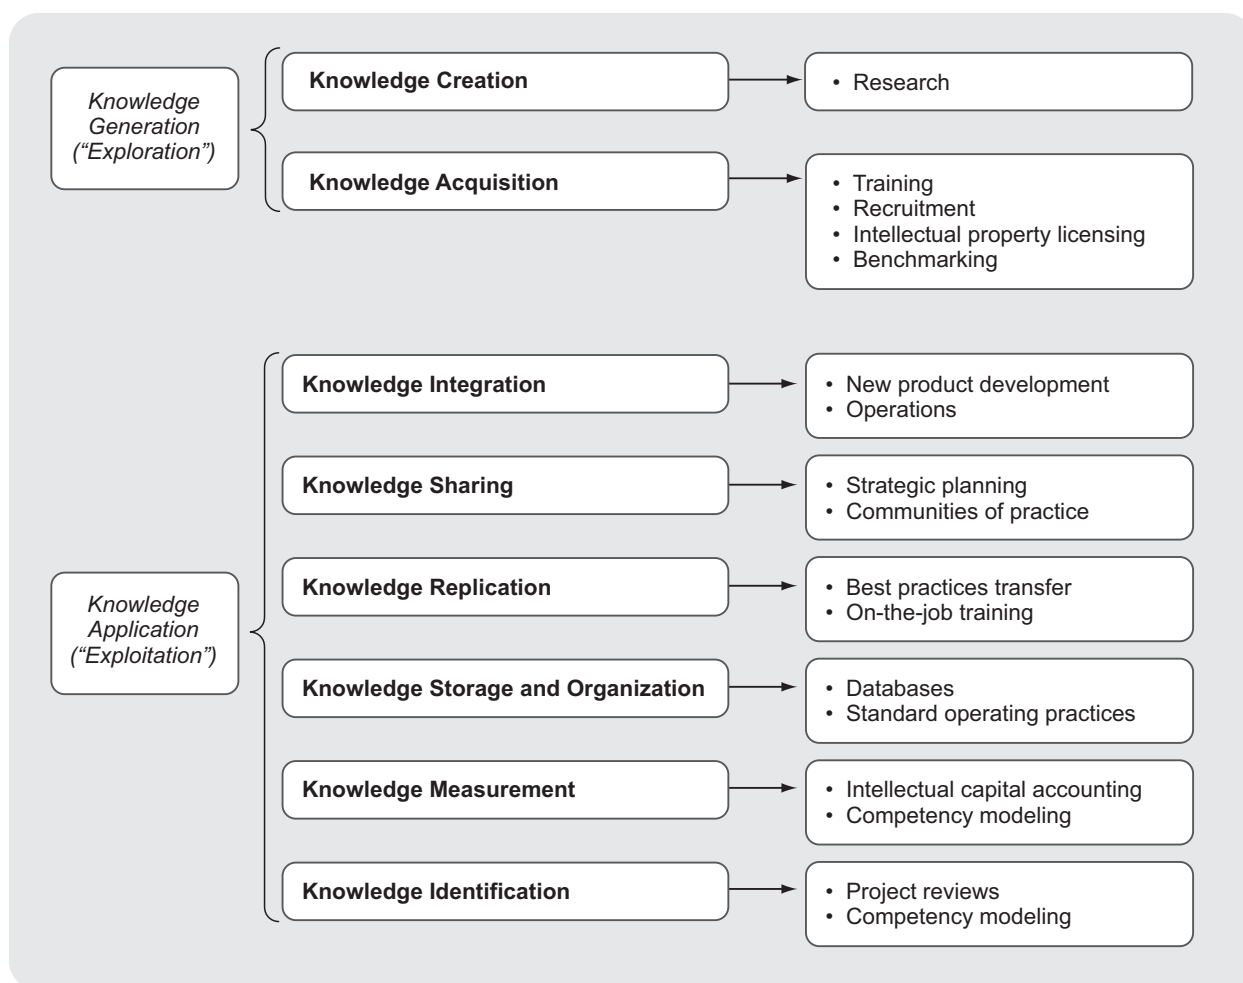 Knowledge
Generation
(“Exploration”)
Knowledge Creation
• Research
Knowledge Acquisition
• Training
• Recruitment
• Intellectual property licensing
• Benchmarking
Knowledge
Application
(“Exploitation”)
Knowledge Integration
• New product development
• Operations
Knowledge Sharing
• Strategic planning
• Communities of practice
Knowledge Replication
• Best practices transfer
• On-the-job training
Knowledge Storage and Organization
• Databases
• Standard operating practices
Knowledge Measurement
• Intellectual capital accounting
• Competency modeling
Knowledge Identification
• Project reviews
• Competency modeling